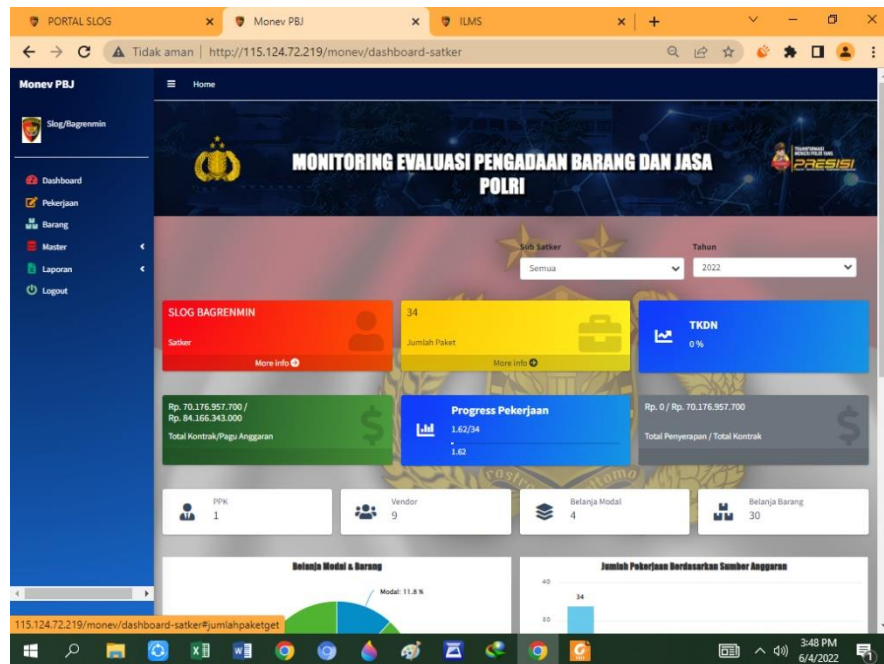 PORTAL SLOG
Monev PBJ
ILMS
Tidak aman | http://115.124.72.219/monev/dashboard-satker
Monev PBJ
Home
Slog/Bagrenmin
Dashboard
Pekerjaan
Barang
Master
Laporan
Logout
MONITORING EVALUASI PENGADAAN BARANG DAN JASA
POLRI
PRESISI
Sub Satker
Tahun
Semua
2022
SLOG BAGRENMIN
Satker
More info
34
Jumlah Paket
More info
TKDN
0 %
Rp. 70.176.957.700 /
Rp. 84.166.343.000
Total Kontrak/Pagu Anggaran
Progress Pekerjaan
1.62/34
1.62
Rp. 0 / Rp. 70.176.957.700
Total Penyerapan / Total Kontrak
PPK
1
Vendor
9
Belanja Modal
4
Belanja Barang
30
Belanja Modal & Barang
Modal: 11.8 %
Jumlah Pekerjaan Berdasarkan Sumber Anggaran
40
34
30
115.124.72.219/monev/dashboard-satker#jumlahpaketget
3:48 PM
6/4/2022